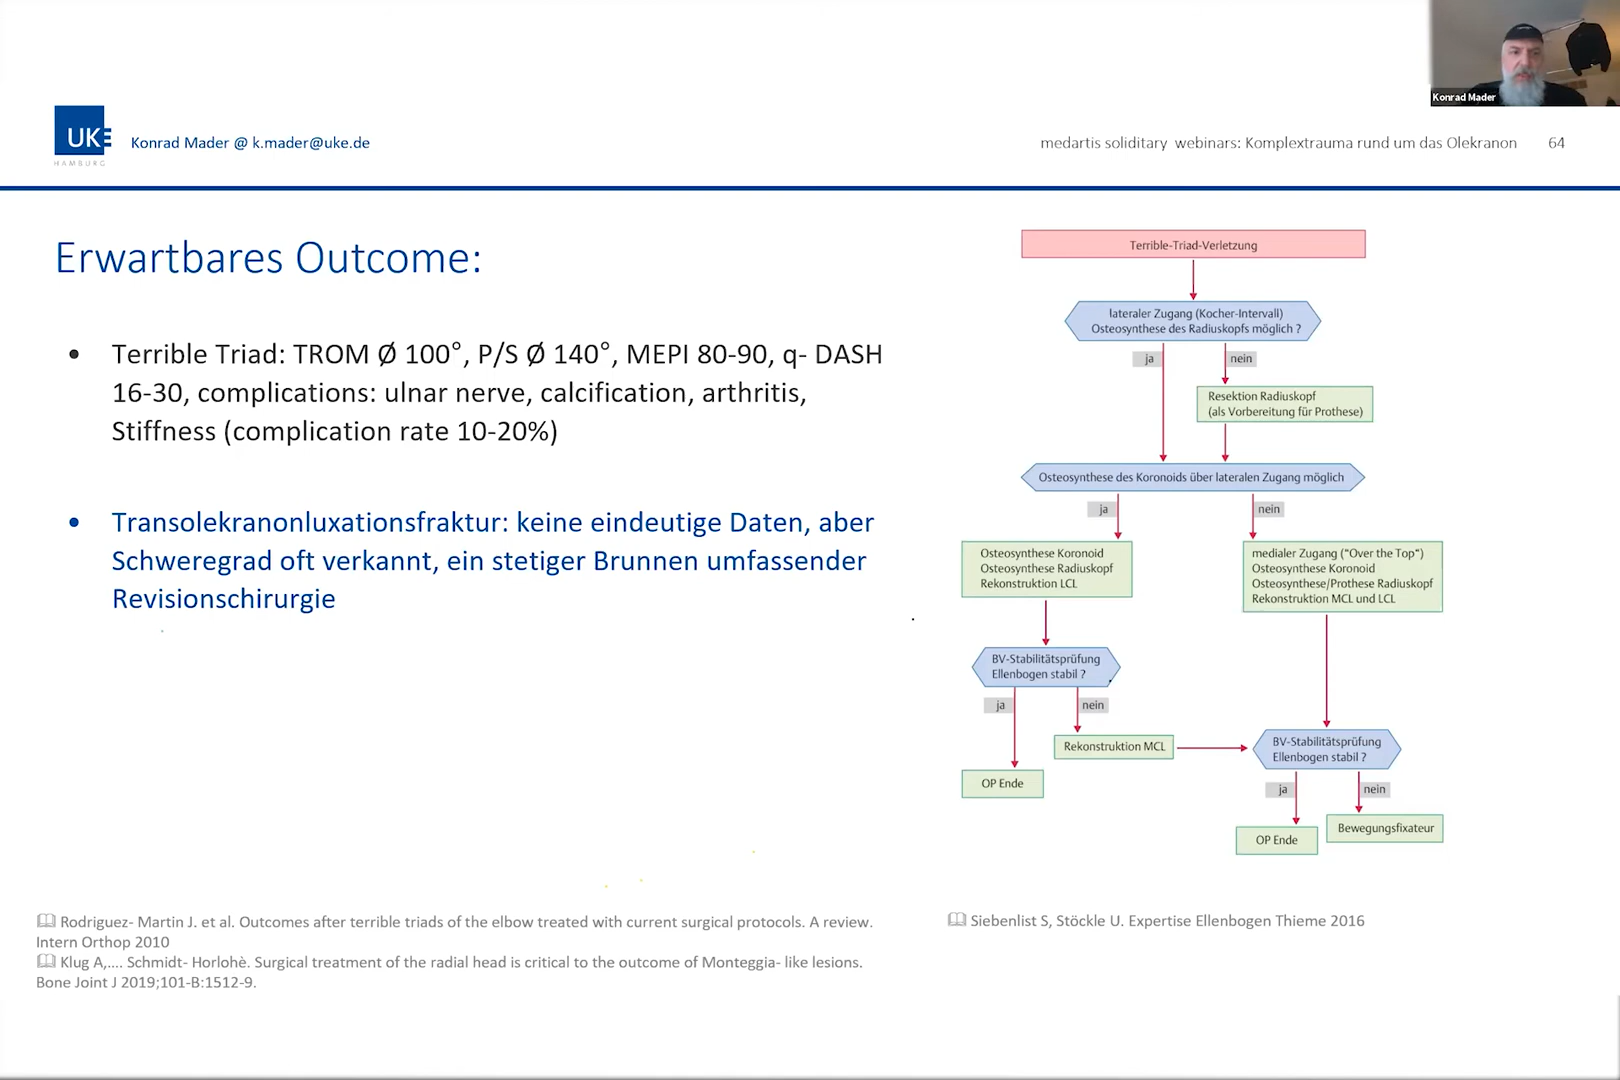 Konrad Mader
UKE
HAMBURG
Konrad Mader @ k.mader@uke.de
medartis soliditary webinars: Komplextrauma rund um das Olekranon 64
Erwartbares Outcome:
• Terrible Triad: TROM Ø 100°, P/S Ø 140°, MEPI 80-90, q- DASH
16-30, complications: ulnar nerve, calcification, arthritis,
Stiffness (complication rate 10-20%)
• Transolekranonluxationsfraktur: keine eindeutige Daten, aber
Schweregrad oft verkannt, ein stetiger Brunnen umfassender
Revisionschirurgie
Terrible-Triad-Verletzung
lateraler Zugang (Kocher-Intervall)
Osteosynthese des Radiuskopfs möglich ?
ja
nein
Resektion Radiuskopf
(als Vorbereitung für Prothese)
Osteosynthese des Koronoids über lateralen Zugang möglich
ja
nein
Osteosynthese Koronoid
Osteosynthese Radiuskopf
Rekonstruktion LCL
medialer Zugang ("Over the Top")
Osteosynthese Koronoid
Osteosynthese/Prothese Radiuskopf
Rekonstruktion MCL und LCL
BV-Stabilitätsprüfung
Ellenbogen stabil ?
ja
nein
Rekonstruktion MCL
OP Ende
BV-Stabilitätsprüfung
Ellenbogen stabil ?
ja
nein
OP Ende
Bewegungsfixateur
Rodriguez- Martin J. et al. Outcomes after terrible triads of the elbow treated with current surgical protocols. A review.
Intern Orthop 2010
Klug A,.... Schmidt- Horlohè. Surgical treatment of the radial head is critical to the outcome of Monteggia- like lesions.
Bone Joint J 2019;101-B:1512-9.
Siebenlist S, Stöckle U. Expertise Ellenbogen Thieme 2016